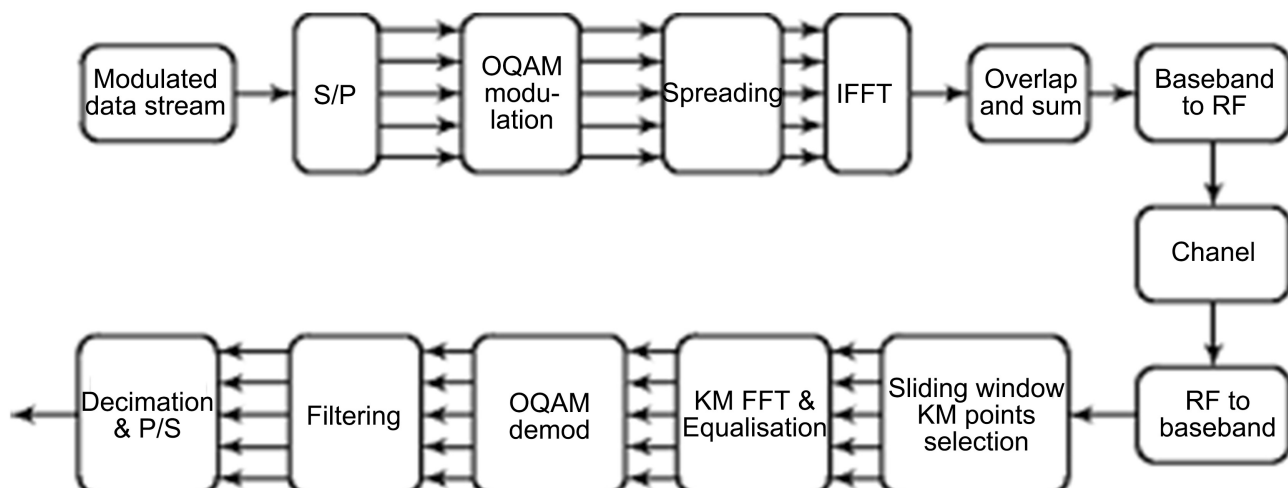 Modulated
data stream
S/P
OQAM
modu-
lation
Spreading
IFFT
Overlap
and sum
Baseband
to RF
Chanel
RF to
baseband
Sliding window
KM points
selection
KM FFT &
Equalisation
OQAM
demod
Filtering
Decimation
& P/S